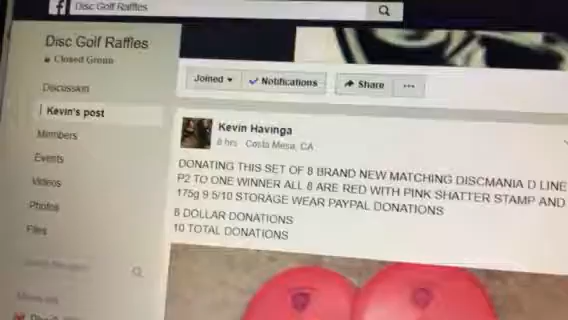 f Disc Golf Raffles
Disc Golf Raffles
Closed Group
Discussion
Kevin's post
Members
Events
Videos
Photos
Files
Joined
Notifications
Share
...
Kevin Havinga
8 hrs · Costa Mesa, CA
DONATING THIS SET OF 8 BRAND NEW MATCHING DISCMANIA D LINE
P2 TO ONE WINNER ALL 8 ARE RED WITH PINK SHATTER STAMP AND
175g 9.5/10 STORAGE WEAR PAYPAL DONATIONS
8 DOLLAR DONATIONS
10 TOTAL DONATIONS